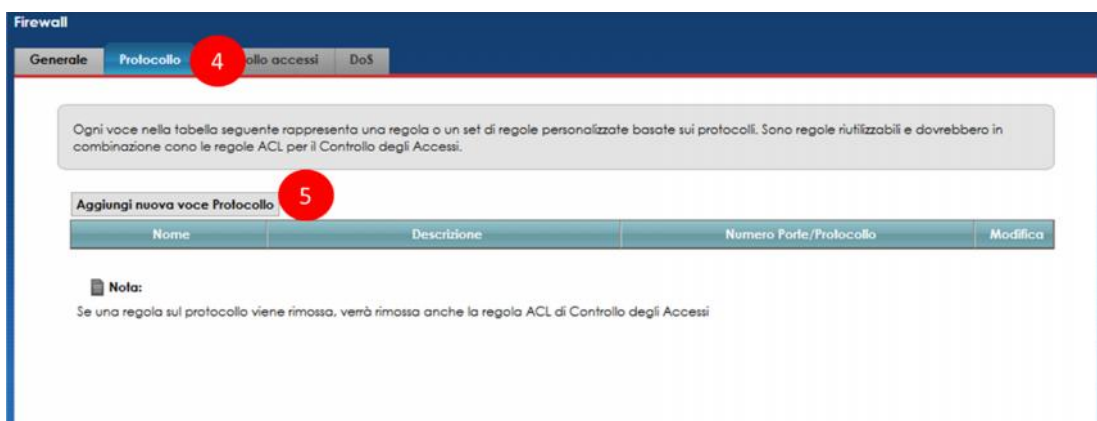 Firewall
Generale Protocollo 4 ollo accessi DoS
Ogni voce nella tabella seguente rappresenta una regola o un set di regole personalizzate basate sui protocolli. Sono regole riutilizzabili e dovrebbero in
combinazione cono le regole ACL per il Controllo degli Accessi.
Aggiungi nuova voce Protocollo 5
Nome Descrizione Numero Porte/Protocollo Modifica
Nota:
Se una regola sul protocollo viene rimossa, verrà rimossa anche la regola ACL di Controllo degli Accessi